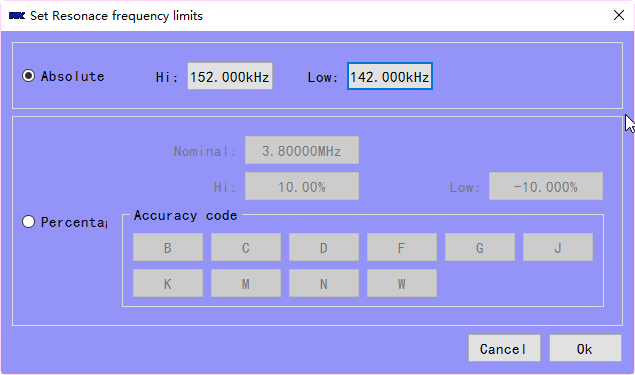 Set Resonace frequency limits
Absolute Hi: 152.000kHz Low: 142.000kHz
Nominal: 3.80000MHz
Hi: 10.00% Low: -10.000%
Percentag
Accuracy code
B C D F G J
K M N W
Cancel Ok